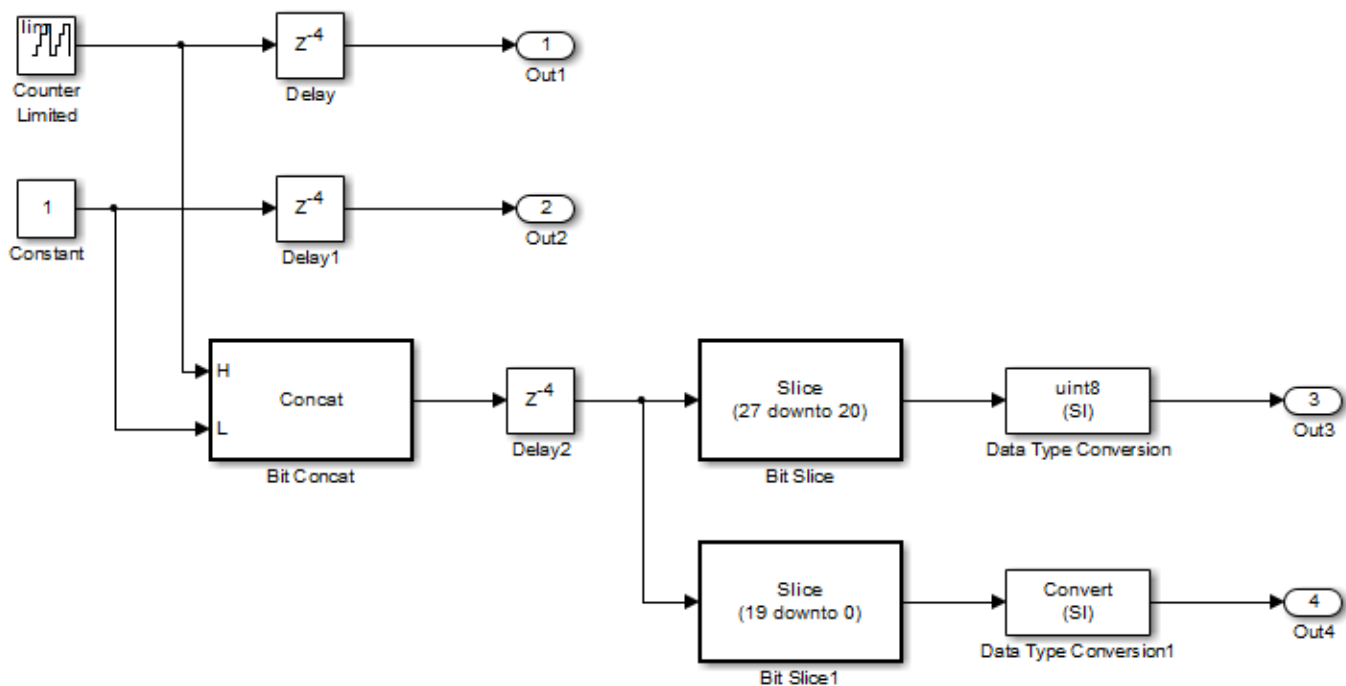 lim
Counter
Limited
Z-4
Delay
1
Out1
1
Constant
Z-4
Delay1
2
Out2
H
L
Concat
Bit Concat
Z-4
Delay2
Slice
(27 downto 20)
Bit Slice
uint8
(SI)
Data Type Conversion
3
Out3
Slice
(19 downto 0)
Bit Slice1
Convert
(SI)
Data Type Conversion1
4
Out4